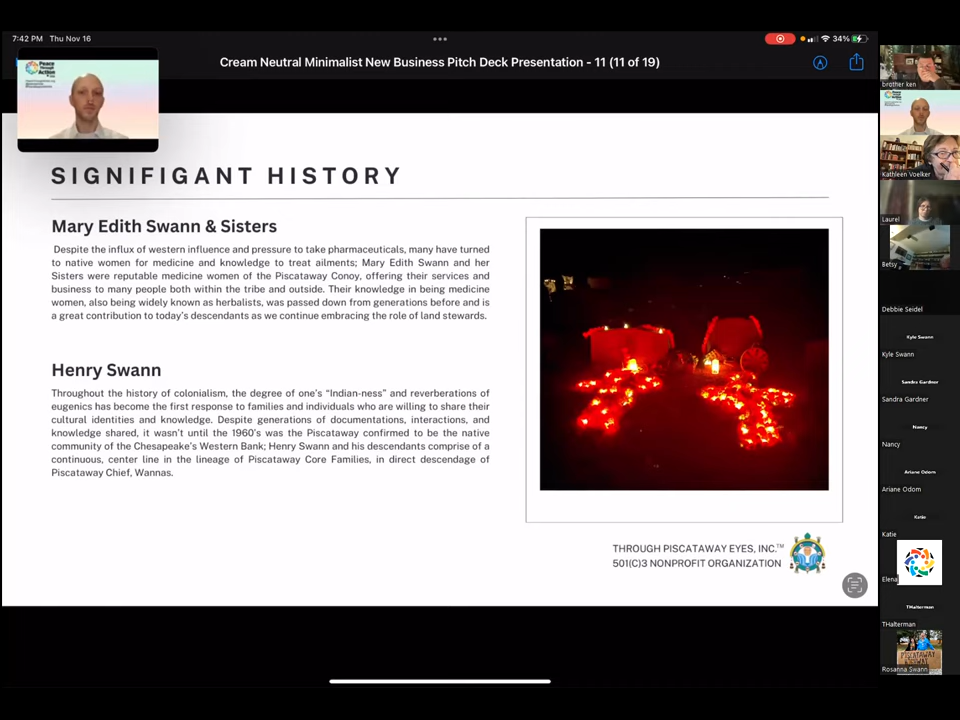 7:42 PM Thu Nov 16
34%
Cream Neutral Minimalist New Business Pitch Deck Presentation - 11 (11 of 19)
Peace
Through
Action
SIGNIFIGANT HISTORY
Mary Edith Swann & Sisters
Despite the influx of western influence and pressure to take pharmaceuticals, many have turned
to native women for medicine and knowledge to treat ailments; Mary Edith Swann and her
Sisters were reputable medicine women of the Piscataway Conoy, offering their services and
business to many people both within the tribe and outside. Their knowledge in being medicine
women, also being widely known as herbalists, was passed down from generations before and is
a great contribution to today's descendants as we continue embracing the role of land stewards.
Henry Swann
Throughout the history of colonialism, the degree of one's “Indian-ness” and reverberations of
eugenics has become the first response to families and individuals who are willing to share their
cultural identities and knowledge. Despite generations of documentations, interactions, and
knowledge shared, it wasn't until the 1960's was the Piscataway confirmed to be the native
community of the Chesapeake's Western Bank; Henry Swann and his descendants comprise of a
continuous, center line in the lineage of Piscataway Core Families, in direct descendage of
Piscataway Chief, Wannas.
THROUGH PISCATAWAY EYES, INC.™
501(C)3 NONPROFIT ORGANIZATION
brother ken
Kathleen Voelker
Laurel
Betsy
Debbie Seidel
Kyle Swann
Kyle Swann
Sandra Gardner
Sandra Gardner
Nancy
Nancy
Ariane Odom
Ariane Odom
Katie
Katie
Elena
THalterman
THalterman
PISCATAWAY
Rosanna Swann